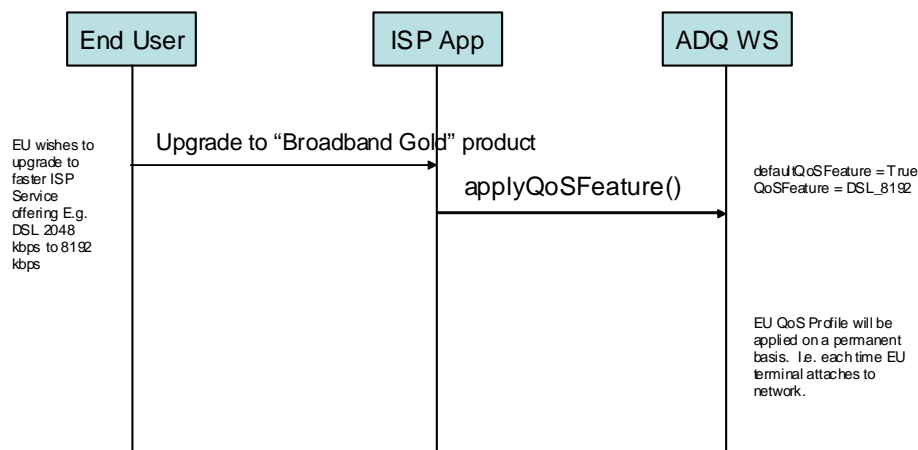 End User
ISP App
ADQ WS
EU wishes to
upgrade to
faster ISP
Service
offering E.g.
DSL 2048
kbps to 8192
kbps
Upgrade to “Broadband Gold” product
applyQoSFeature()
defaultQoSFeature = True
QoSFeature = DSL_8192
EU QoS Profile will be
applied on a permanent
basis. I.e. each time EU
terminal attaches to
network.